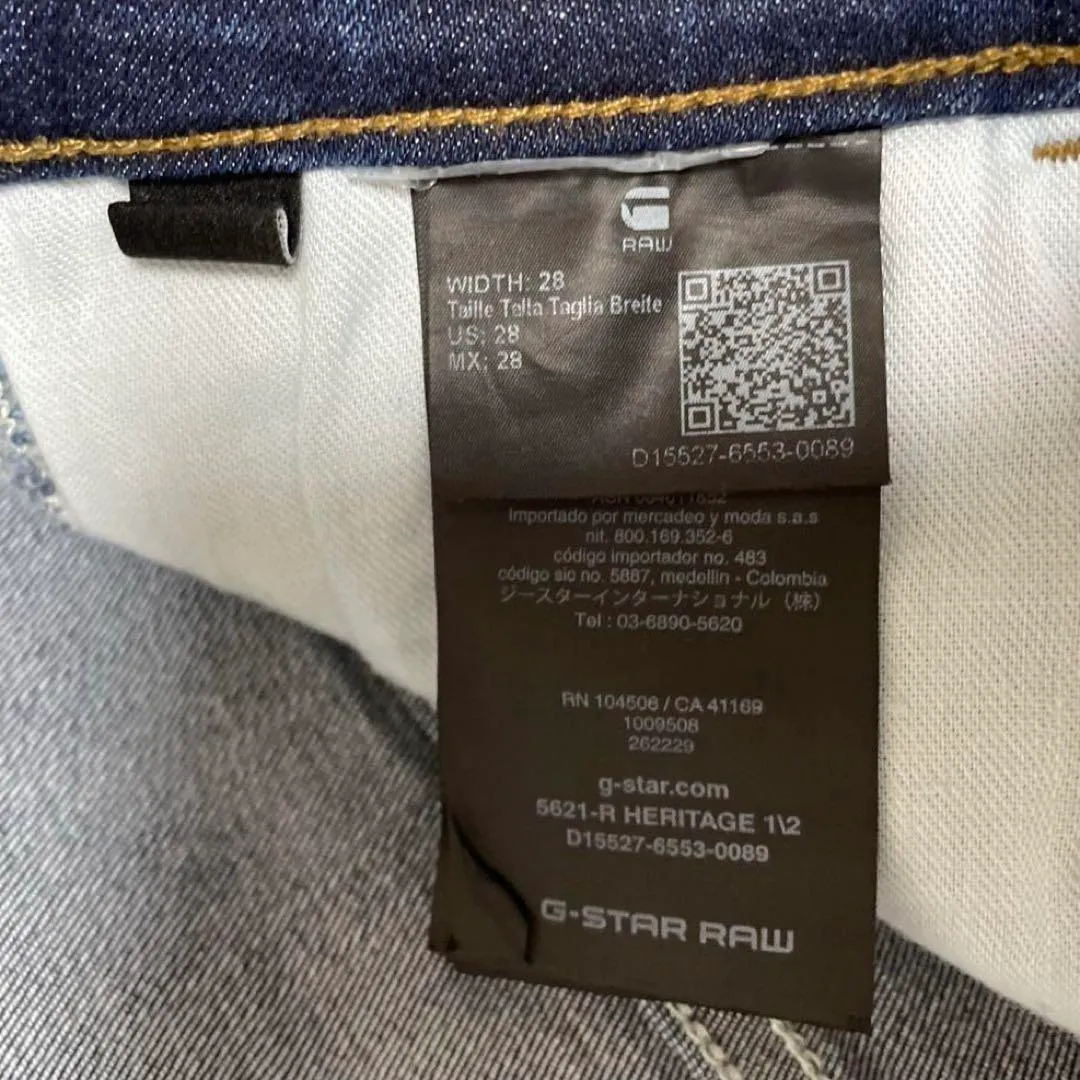 RAW
WIDTH: 28
Taille Talla Taglia Breite
US: 28
MX: 28
D15527-6553-0089
Importado por mercadeo y moda s.a.s
nit. 800.169.352-6
código importador no. 483
código sic no. 5887, medellin - Colombia
ジースターインターナショナル（株）
Tel : 03-6890-5620
RN 104506 / CA 41169
1009508
262229
g-star.com
5621-R HERITAGE 1\2
D15527-6553-0089
G-STAR RAW